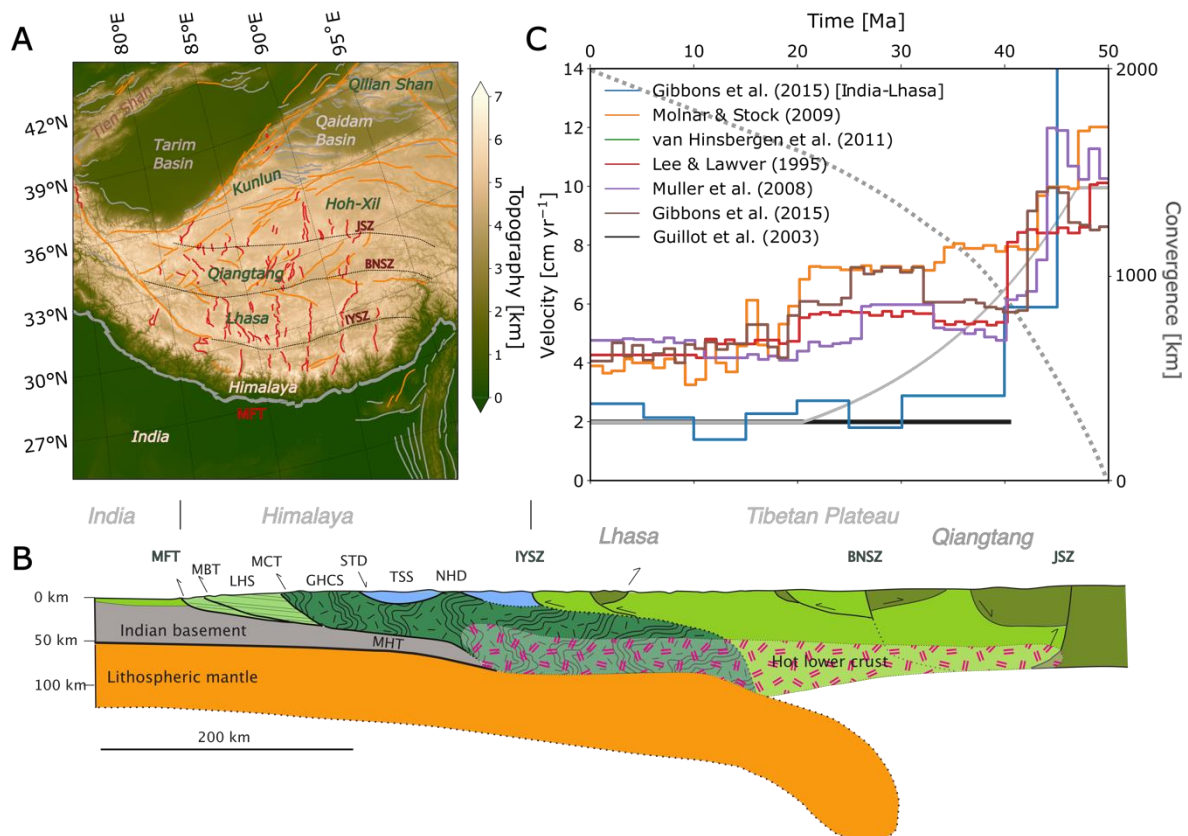 A
80°E
85°E
90°E
95°E
42°N
39°N
36°N
33°N
30°N
27°N
Tien Shan
Tarim
Basin
Qilian Shan
Qaidam
Basin
Kunlun
Hoh-Xil
JSZ
BNSZ
Qiangtang
Lhasa
IYSZ
Himalaya
MFT
India
7
6
5
4
3
2
1
0
Topography [km]
C
Time [Ma]
0 10 20 30 40 50
14
12
10
8
6
4
2
0
Velocity [cm yr⁻¹]
Gibbons et al. (2015) [India-Lhasa]
Molnar & Stock (2009)
van Hinsbergen et al. (2011)
Lee & Lawver (1995)
Muller et al. (2008)
Gibbons et al. (2015)
Guillot et al. (2003)
2000
1000
0
Convergence [km]
India | Himalaya | Tibetan Plateau
Lhasa Qiangtang
B
MFT MBT LHS MCT GHCS STD TSS NHD IYSZ BNSZ JSZ
0 km
50 km
100 km
Indian basement
MHT
Hot lower crust
Lithospheric mantle
200 km